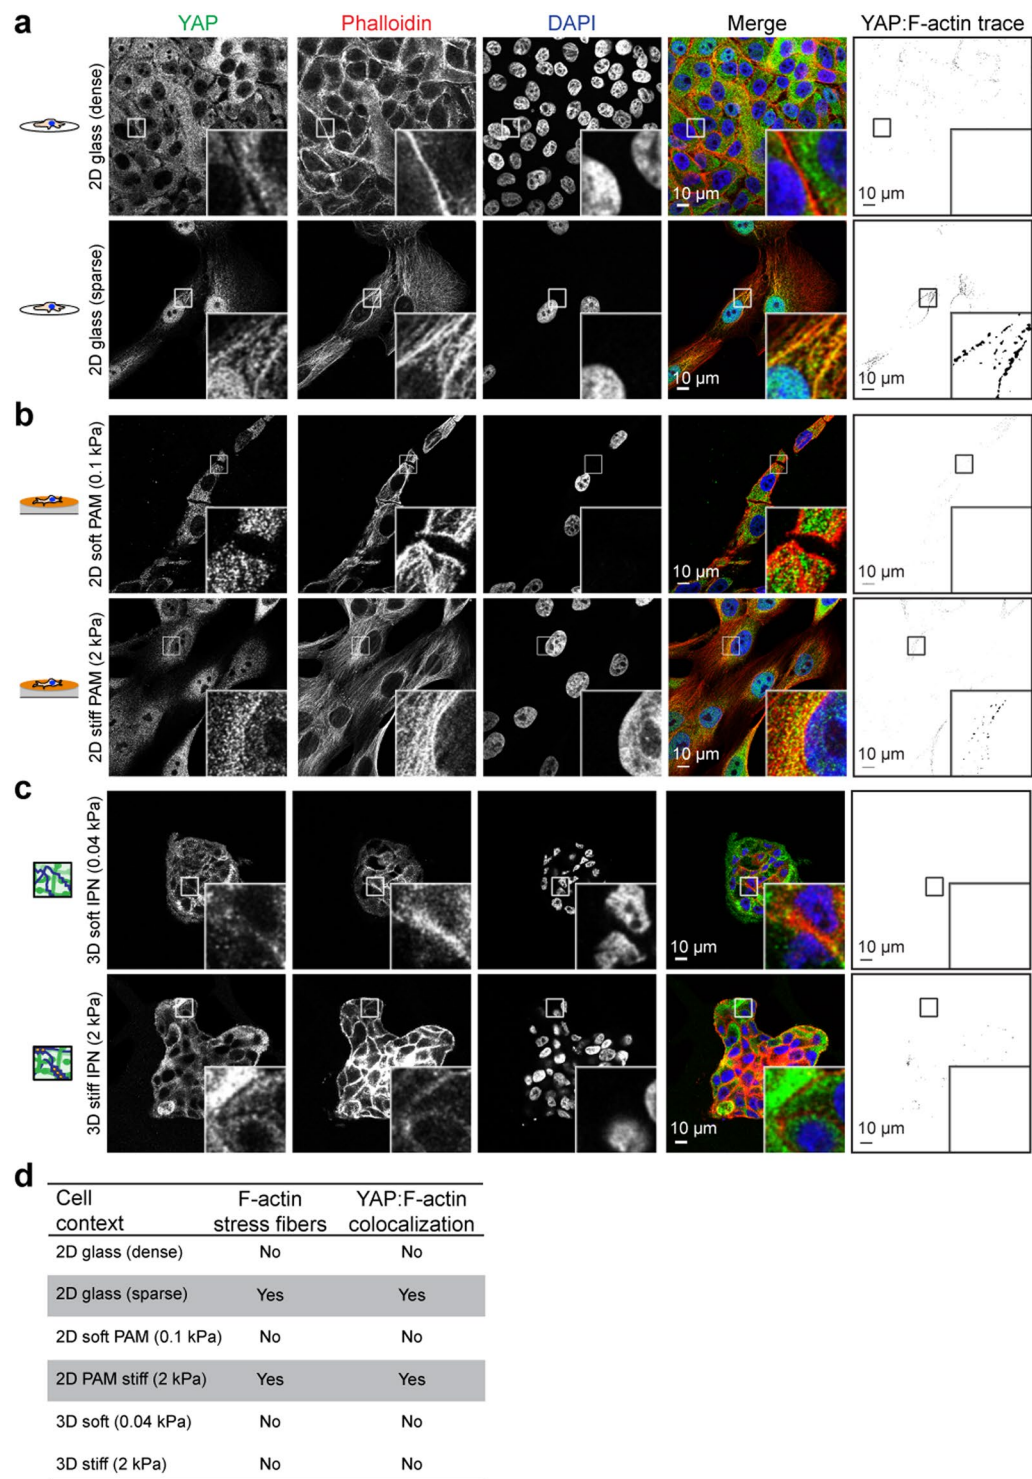 a
YAP
Phalloidin
DAPI
Merge
YAP:F-actin trace
2D glass (dense)
10 µm
10 µm
2D glass (sparse)
10 µm
10 µm
b
2D soft PAM (0.1 kPa)
10 µm
10 µm
2D stiff PAM (2 kPa)
10 µm
10 µm
c
3D soft IPN (0.04 kPa)
10 µm
10 µm
3D stiff IPN (2 kPa)
10 µm
10 µm
d
Cell context
F-actin stress fibers
YAP:F-actin colocalization
2D glass (dense) No No
2D glass (sparse) Yes Yes
2D soft PAM (0.1 kPa) No No
2D PAM stiff (2 kPa) Yes Yes
3D soft (0.04 kPa) No No
3D stiff (2 kPa) No No